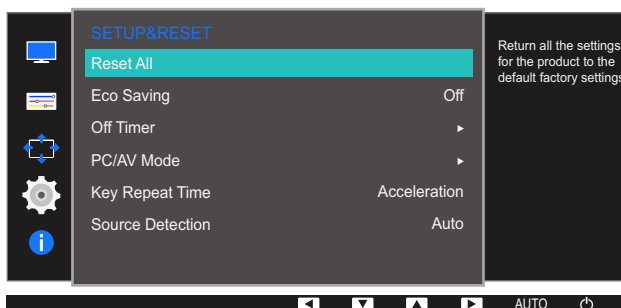 SETUP&RESET
Reset All
Eco Saving Off
Off Timer
PC/AV Mode
Key Repeat Time Acceleration
Source Detection Auto
Return all the settings
for the product to the
default factory settings
AUTO